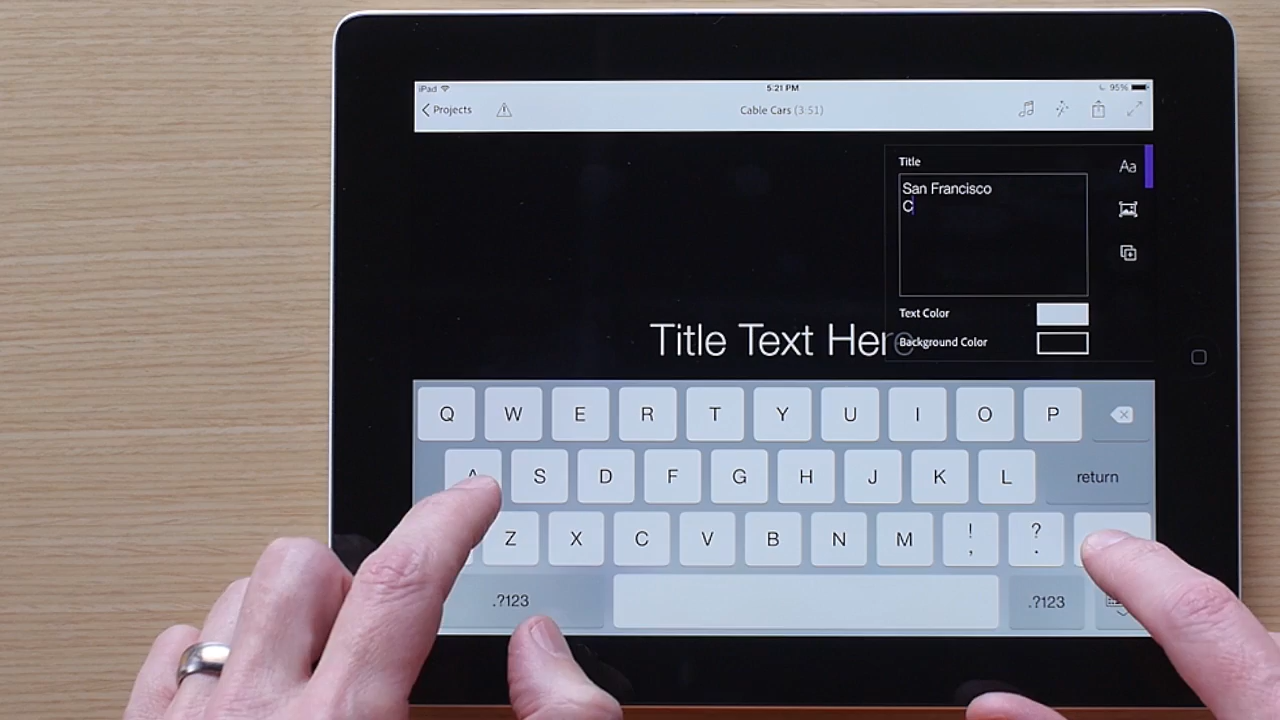 iPad
5:21 PM
95%
Projects
Cable Cars (3:51)
Title
Aa
San Francisco
C
Text Color
Title Text Here
Background Color
Q W E R T Y U I O P
A S D F G H J K L return
Z X C V B N M ! , ? .
.?123 .?123